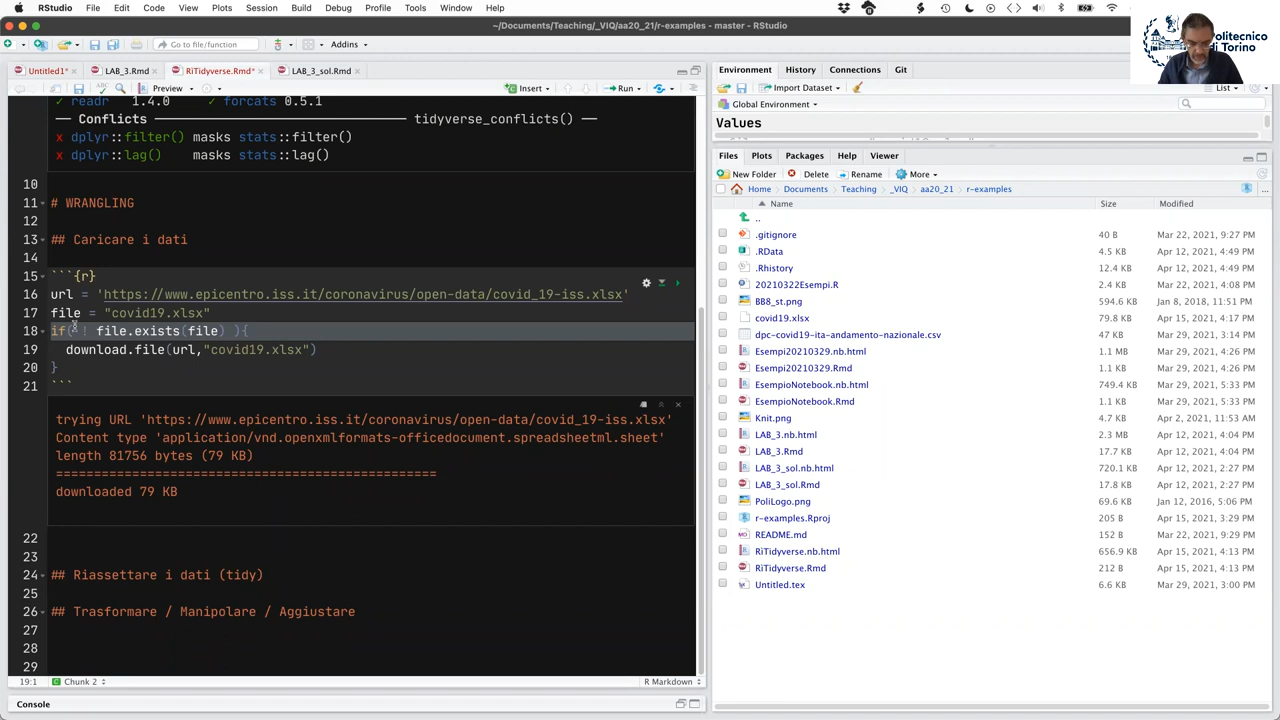 RStudio File Edit Code View Plots Session Build Debug Profile Tools Window Help
~/Documents/Teaching/_VIQ/aa20_21/r-examples - master - RStudio
Go to file/function
Addins
Untitled1* LAB_3.Rmd RiTidyverse.Rmd* LAB_3_sol.Rmd
Preview Insert Run
✓ readr 1.4.0 ✓ forcats 0.5.1
── Conflicts ── tidyverse_conflicts() ──
x dplyr::filter() masks stats::filter()
x dplyr::lag() masks stats::lag()
10
11 # WRANGLING
12
13 ## Caricare i dati
14
15 ```{r}
16 url = 'https://www.epicentro.iss.it/coronavirus/open-data/covid_19-iss.xlsx'
17 file = "covid19.xlsx"
18 if( ! file.exists(file) ){
19 download.file(url,"covid19.xlsx")
20 }
21 ```
trying URL 'https://www.epicentro.iss.it/coronavirus/open-data/covid_19-iss.xlsx'
Content type 'application/vnd.openxmlformats-officedocument.spreadsheetml.sheet'
length 81756 bytes (79 KB)
==================================================
downloaded 79 KB
22
23
24 ## Riassettare i dati (tidy)
25
26 ## Trasformare / Manipolare / Aggiustare
27
28
29
19:1 Chunk 2 R Markdown
Console
Politecnico
di Torino
Environment History Connections Git
Import Dataset List
Global Environment
Values
Files Plots Packages Help Viewer
New Folder Delete Rename More
Home Documents Teaching _VIQ aa20_21 r-examples ...
Name Size Modified
..
.gitignore 40 B Mar 22, 2021, 9:27 PM
.RData 4.5 KB Apr 12, 2021, 4:49 PM
.Rhistory 12.4 KB Apr 12, 2021, 4:49 PM
20210322Esempi.R 2.4 KB Mar 29, 2021, 4:08 PM
BB8_st.png 594.6 KB Jan 8, 2018, 11:51 PM
covid19.xlsx 79.8 KB Apr 15, 2021, 4:17 PM
dpc-covid19-ita-andamento-nazionale.csv 50.9 KB Mar 29, 2021, 3:14 PM
Esempi20210329.nb.html 1.1 MB Mar 29, 2021, 4:26 PM
Esempi20210329.Rmd 1.1 KB Mar 29, 2021, 4:26 PM
EsempioNotebook.nb.html 749.4 KB Mar 29, 2021, 5:33 PM
EsempioNotebook.Rmd 1.1 KB Mar 29, 2021, 5:33 PM
Knit.png 4.7 KB Apr 2, 2021, 11:53 AM
LAB_3.nb.html 2.3 MB Apr 12, 2021, 4:04 PM
LAB_3.Rmd 17.7 KB Apr 12, 2021, 4:04 PM
LAB_3_sol.nb.html 720.1 KB Apr 12, 2021, 2:27 PM
LAB_3_sol.Rmd 17.8 KB Apr 12, 2021, 2:27 PM
PoliLogo.png 69.6 KB Jan 12, 2016, 5:06 PM
r-examples.Rproj 205 B Apr 15, 2021, 3:29 PM
README.md 152 B Mar 22, 2021, 9:29 PM
RiTidyverse.nb.html 656.9 KB Apr 15, 2021, 4:13 PM
RiTidyverse.Rmd 212 B Apr 15, 2021, 4:13 PM
Untitled.tex 6.6 KB Mar 29, 2021, 3:00 PM